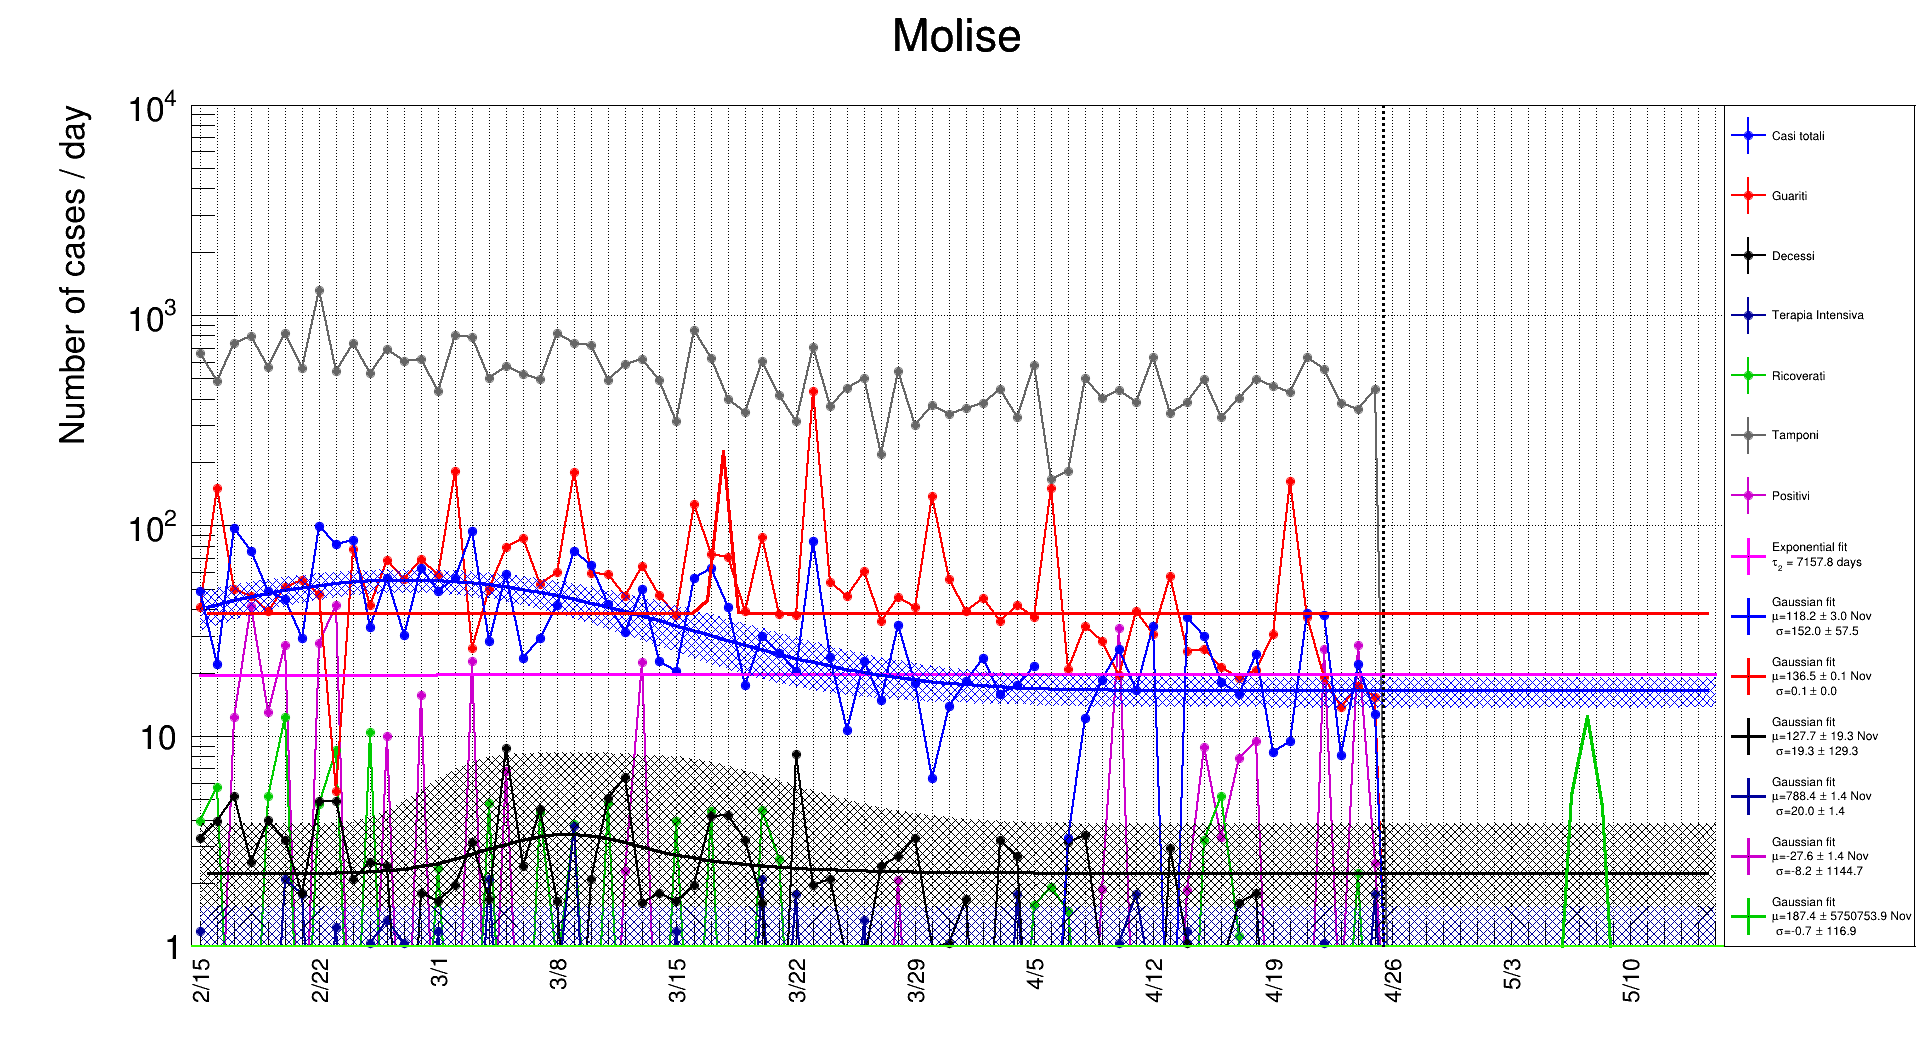 Molise
Number of cases / day
10^4
10^3
10^2
10
1
2/15 2/22 3/1 3/8 3/15 3/22 3/29 4/5 4/12 4/19 4/26 5/3 5/10
Casi totali
Guariti
Decessi
Terapia Intensiva
Ricoverati
Tamponi
Positivi
Exponential fit
τ_2 = 7157.8 days
Gaussian fit
μ=118.2 ± 3.0 Nov
σ=152.0 ± 57.5
Gaussian fit
μ=136.5 ± 0.1 Nov
σ=0.1 ± 0.0
Gaussian fit
μ=127.7 ± 19.3 Nov
σ=19.3 ± 129.3
Gaussian fit
μ=788.4 ± 1.4 Nov
σ=20.0 ± 1.4
Gaussian fit
μ=-27.6 ± 1.4 Nov
σ=-8.2 ± 1144.7
Gaussian fit
μ=187.4 ± 5750753.9 Nov
σ=-0.7 ± 116.9